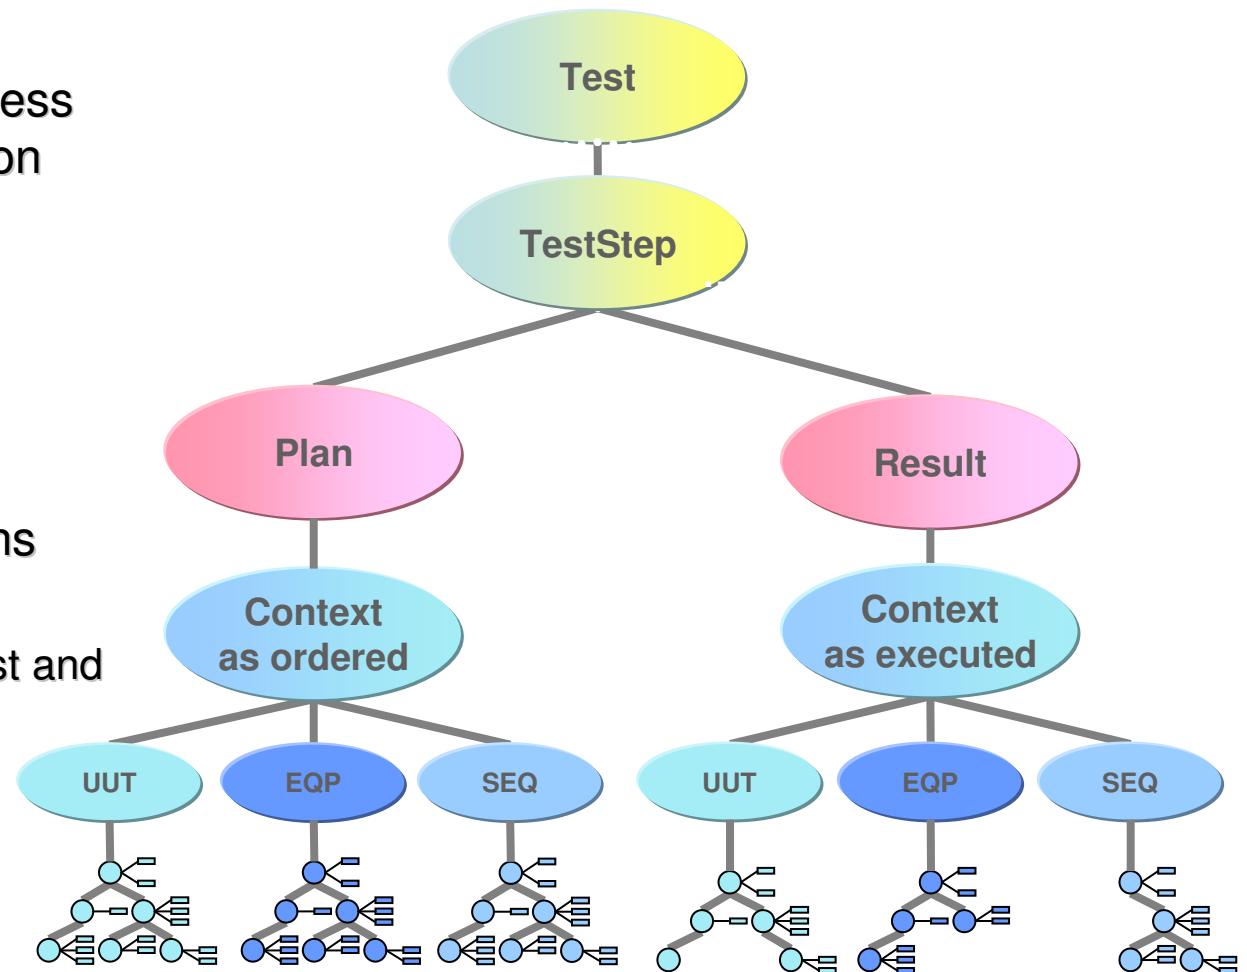 Test
ess
on
TestStep
Plan
Result
ns
Context
as ordered
Context
as executed
st and
UUT
EQP
SEQ
UUT
EQP
SEQ